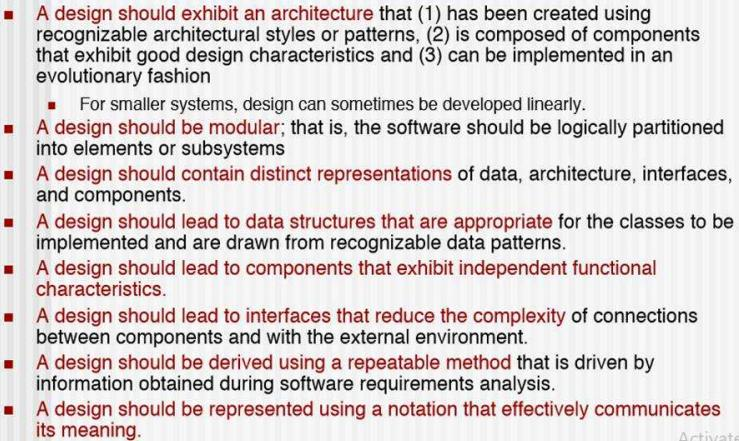 A design should exhibit an architecture that (1) has been created using
recognizable architectural styles or patterns, (2) is composed of components
that exhibit good design characteristics and (3) can be implemented in an
evolutionary fashion
For smaller systems, design can sometimes be developed linearly.
A design should be modular; that is, the software should be logically partitioned
into elements or subsystems
A design should contain distinct representations of data, architecture, interfaces,
and components.
A design should lead to data structures that are appropriate for the classes to be
implemented and are drawn from recognizable data patterns.
A design should lead to components that exhibit independent functional
characteristics.
A design should lead to interfaces that reduce the complexity of connections
between components and with the external environment.
A design should be derived using a repeatable method that is driven by
information obtained during software requirements analysis.
A design should be represented using a notation that effectively communicates
its meaning.